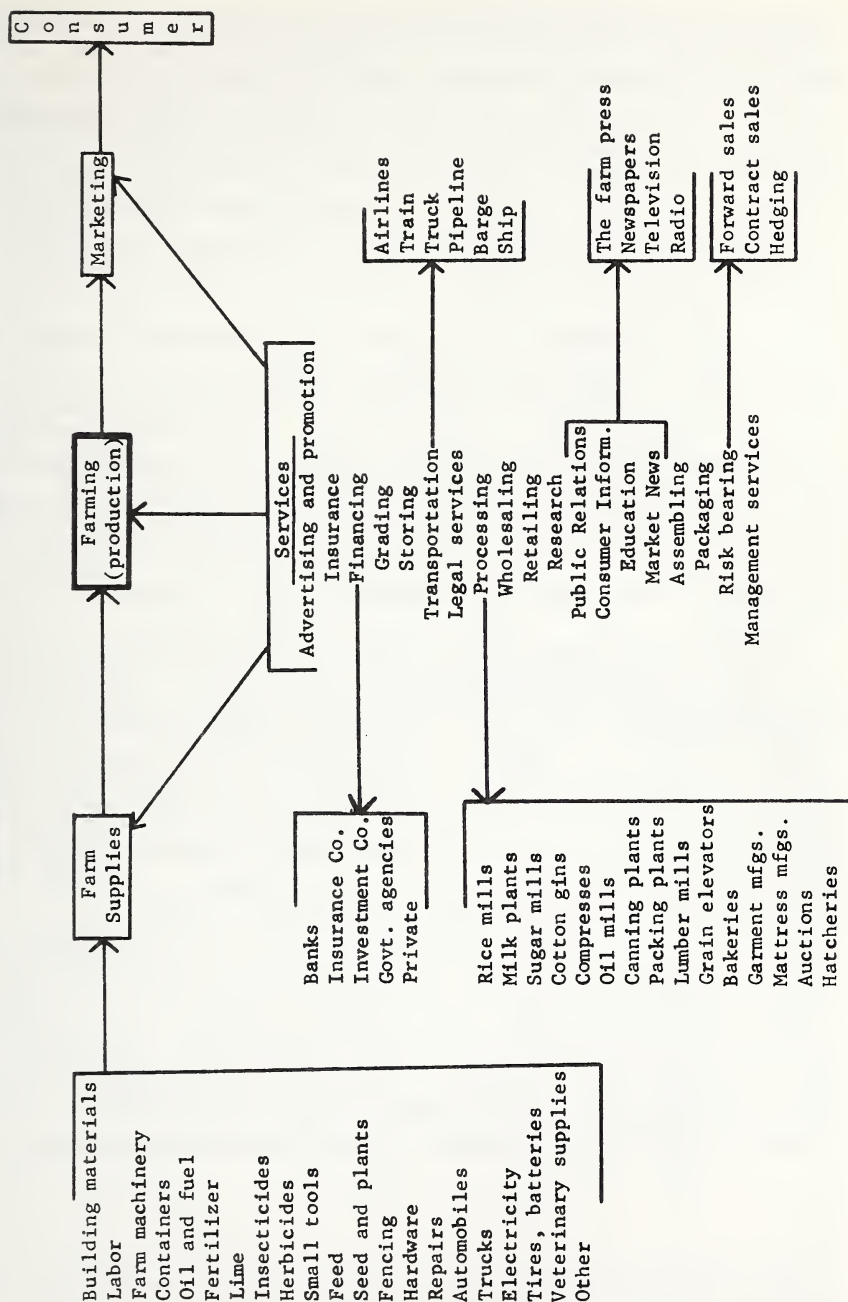 Building materials
Labor
Farm machinery
Containers
Oil and fuel
Fertilizer
Lime
Insecticides
Herbicides
Small tools
Feed
Seed and plants
Fencing
Hardware
Repairs
Automobiles
Trucks
Electricity
Tires, batteries
Veterinary supplies
Other
Farm
Supplies
Farming
(production)
Marketing
Consumer
Services
Advertising and promotion
Insurance
Financing
Grading
Storing
Transportation
Legal services
Processing
Wholesaling
Retailing
Research
Public Relations
Consumer Inform.
Education
Market News
Assembling
Packaging
Risk bearing
Management services
Banks
Insurance Co.
Investment Co.
Govt. agencies
Private
Rice mills
Milk plants
Sugar mills
Cotton gins
Compresses
Oil mills
Canning plants
Packing plants
Lumber mills
Grain elevators
Bakeries
Garment mfgs.
Mattress mfgs.
Auctions
Hatcheries
Airlines
Train
Truck
Pipeline
Barge
Ship
The farm press
Newspapers
Television
Radio
Forward sales
Contract sales
Hedging